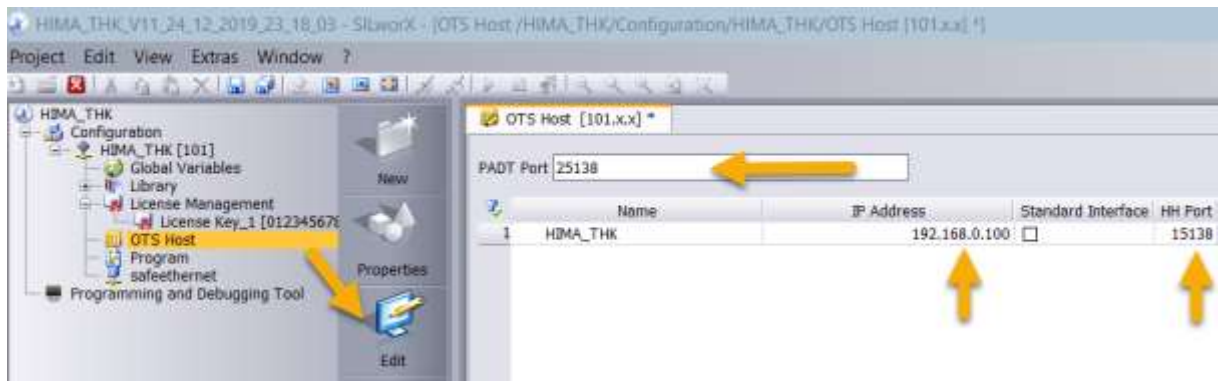 HIMA_THK_V11_24_12_2019_23_18_03 - SILworX - [OTS Host /HIMA_THK/Configuration/HIMA_THK/OTS Host [101.x.x] *]
Project Edit View Extras Window ?
HIMA_THK
Configuration
HIMA_THK [101]
Global Variables
Library
License Management
License Key_1 [012345678
OTS Host
Program
safeethernet
Programming and Debugging Tool
New
Properties
Edit
OTS Host [101.x.x] *
PADT Port 25138
Name IP Address Standard Interface HH Port
1 HIMA_THK 192.168.0.100 15138